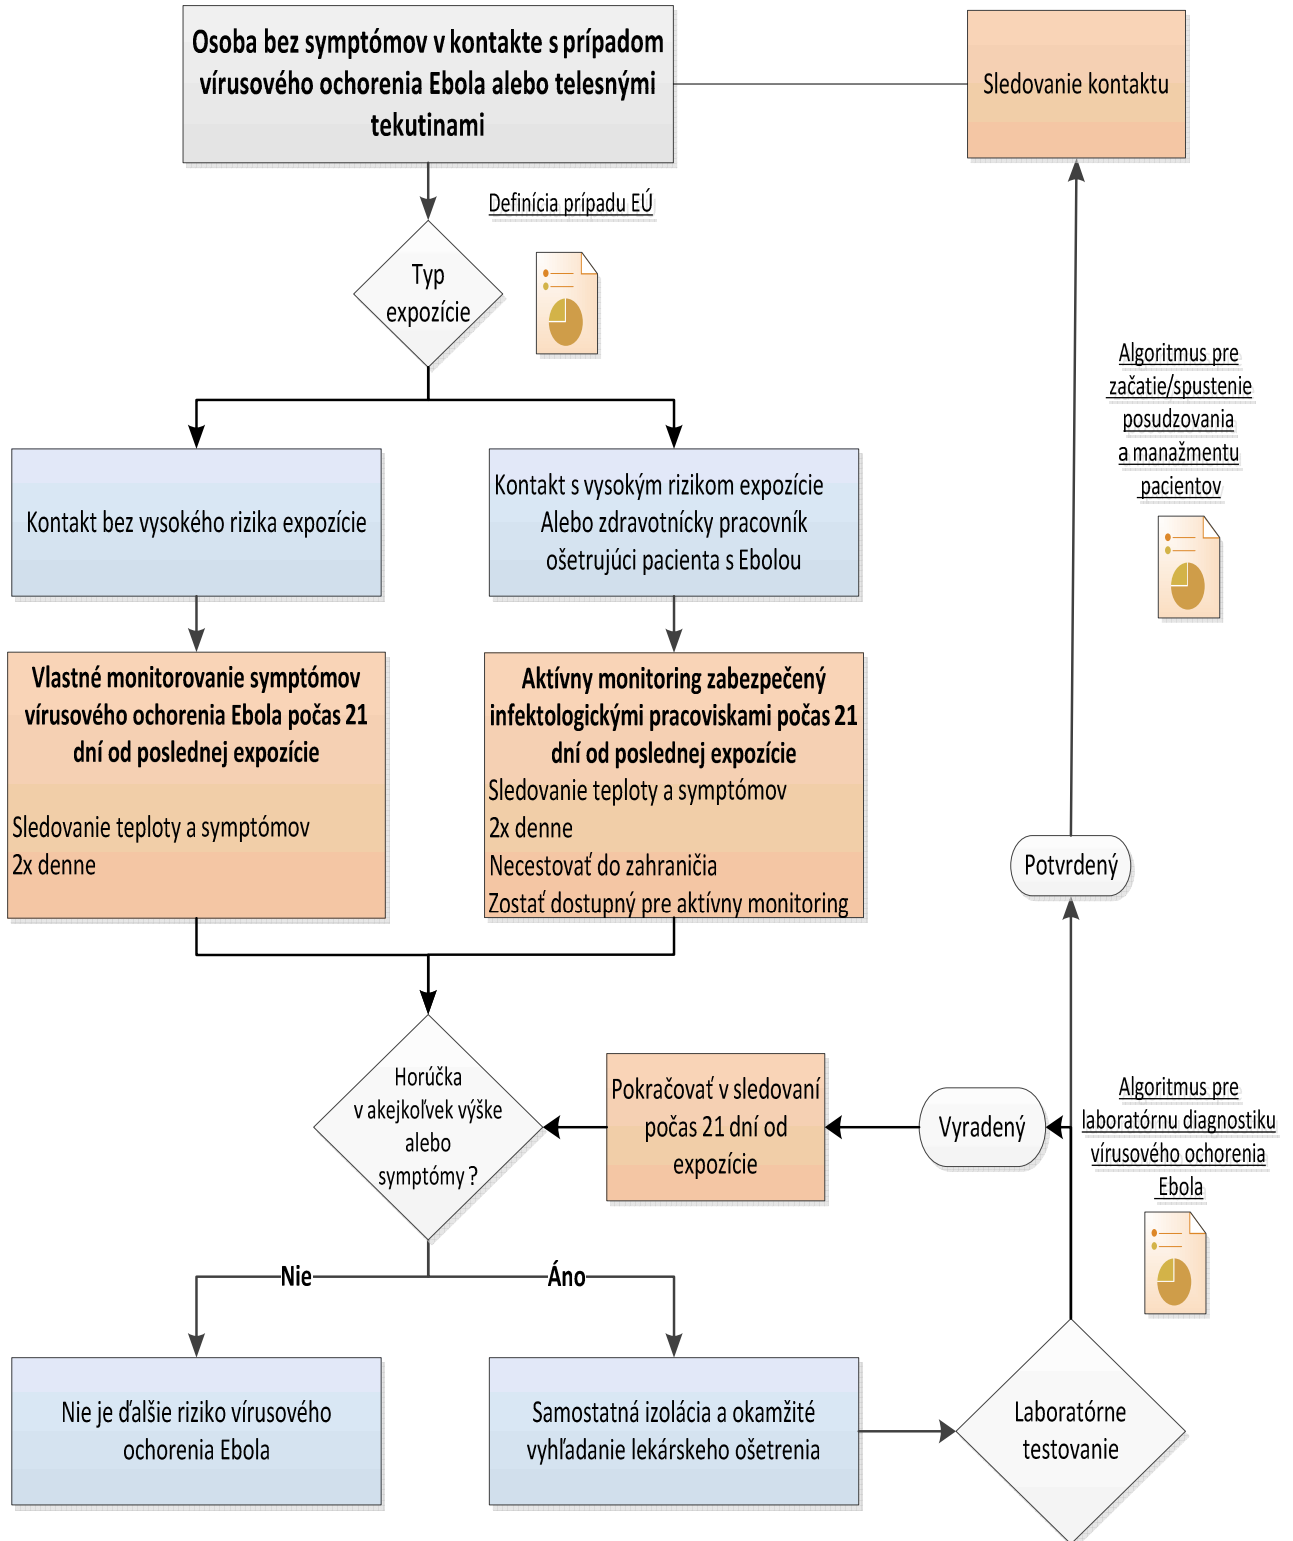 Osoba bez symptómov v kontakte s prípadom
vírusového ochorenia Ebola alebo telesnými
tekutinami
Sledovanie kontaktu
Definícia prípadu EÚ
Typ
expozície
Algoritmus pre
začatie/spustenie
posudzovania
a manažmentu
pacientov
Kontakt bez vysokého rizika expozície
Kontakt s vysokým rizikom expozície
Alebo zdravotnícky pracovník
ošetrujúci pacienta s Ebolou
Vlastné monitorovanie symptómov
vírusového ochorenia Ebola počas 21
dní od poslednej expozície
Sledovanie teploty a symptómov
2x denne
Aktívny monitoring zabezpečený
infektologickými pracoviskami počas 21
dní od poslednej expozície
Sledovanie teploty a symptómov
2x denne
Necestovať do zahraničia
Zostať dostupný pre aktívny monitoring
Potvrdený
Horúčka
v akejkoľvek výške
alebo
symptómy ?
Pokračovať v sledovaní
počas 21 dní od
expozície
Vyradený
Algoritmus pre
laboratórnu diagnostiku
vírusového ochorenia
Ebola
Nie
Áno
Nie je ďalšie riziko vírusového
ochorenia Ebola
Samostatná izolácia a okamžité
vyhľadanie lekárskeho ošetrenia
Laboratórne
testovanie